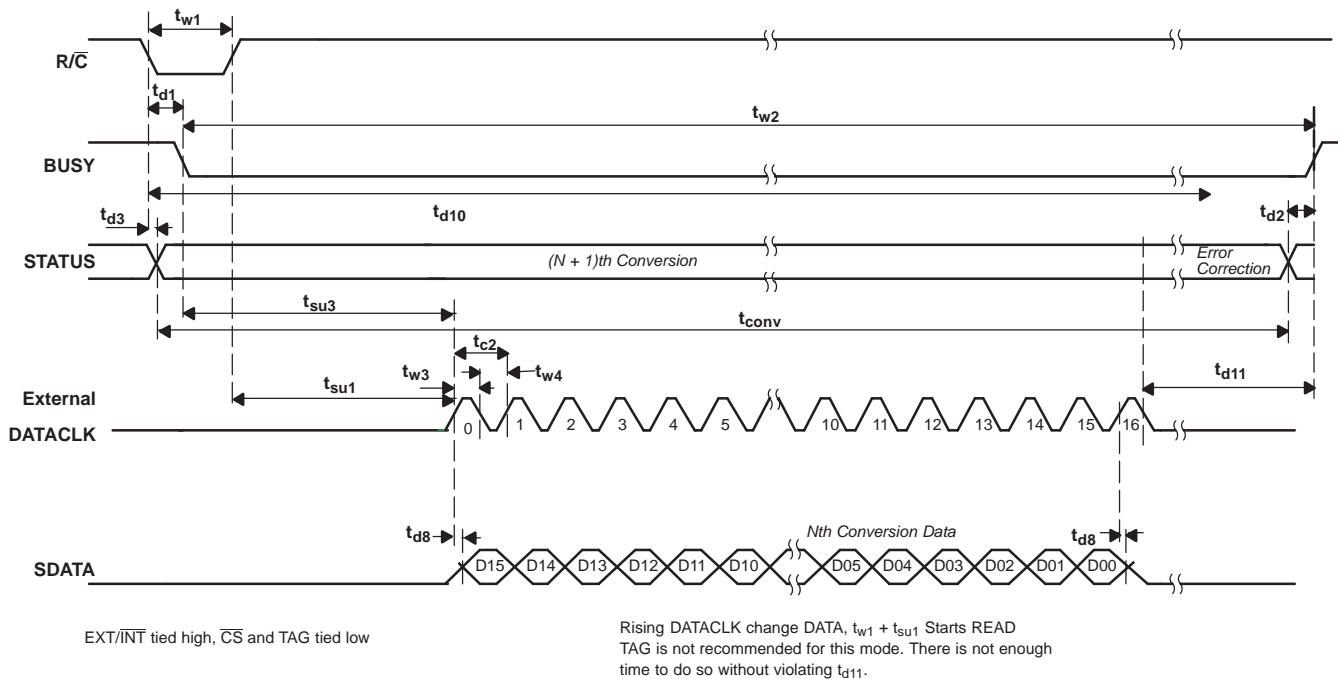 tw1
R/C
td1
tw2
BUSY
td3
td10
td2
STATUS
(N + 1)th Conversion
Error
Correction
tsu3
tconv
tc2
tw3
tw4
tsu1
td11
External
DATACLK
0 1 2 3 4 5 10 11 12 13 14 15 16
Nth Conversion Data
td8
td8
SDATA
D15 D14 D13 D12 D11 D10 D05 D04 D03 D02 D01 D00
EXT/INT tied high, CS and TAG tied low
Rising DATACLK change DATA, tw1 + tsu1 Starts READ
TAG is not recommended for this mode. There is not enough
time to do so without violating td11.